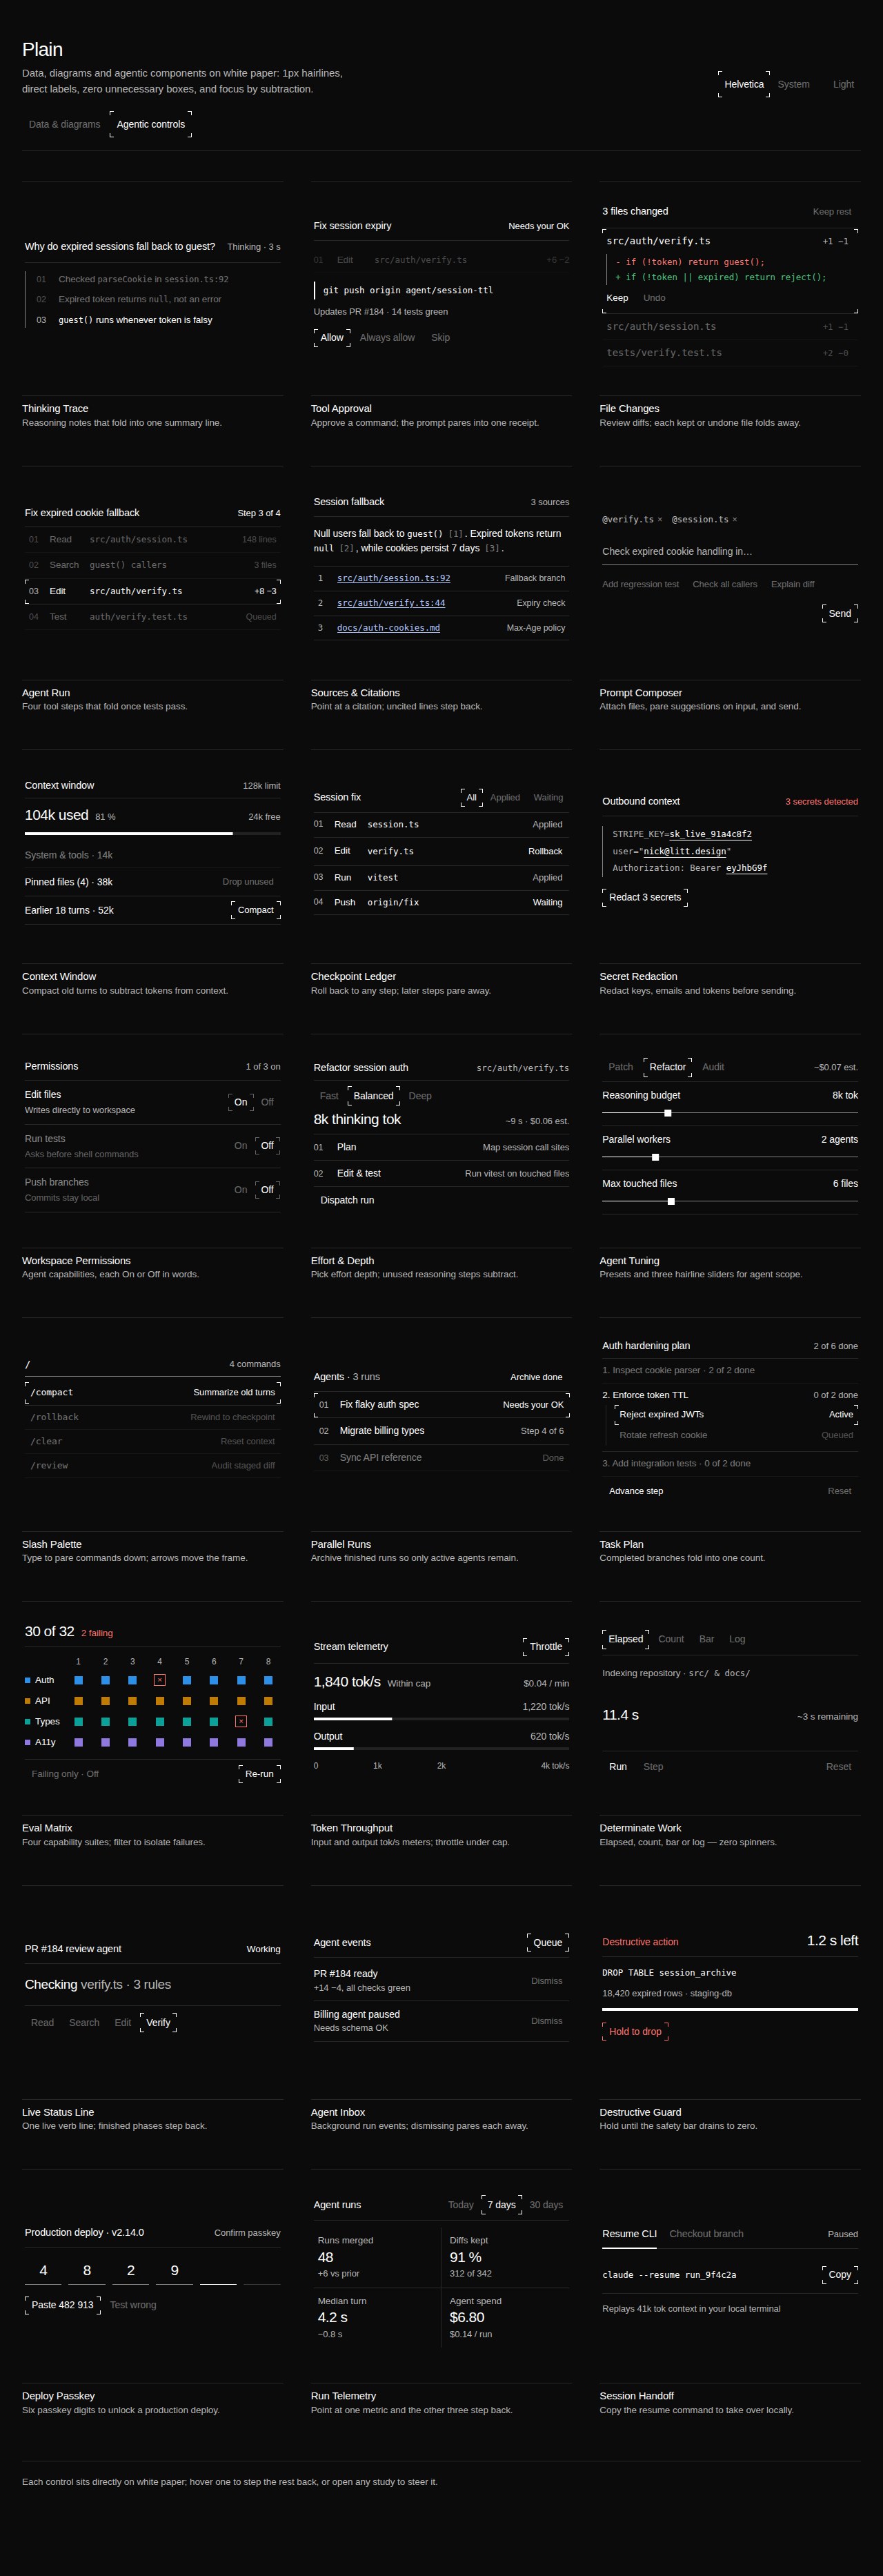 Plain
Data, diagrams and agentic components on white paper: 1px hairlines,
direct labels, zero unnecessary boxes, and focus by subtraction.
Helvetica System Light
Data & diagrams Agentic controls
Why do expired sessions fall back to guest? Thinking · 3 s
01 Checked parseCookie in session.ts:92
02 Expired token returns null, not an error
03 guest() runs whenever token is falsy
Thinking Trace
Reasoning notes that fold into one summary line.
Fix session expiry Needs your OK
01 Edit src/auth/verify.ts +6 −2
git push origin agent/session-ttl
Updates PR #184 · 14 tests green
Allow Always allow Skip
Tool Approval
Approve a command; the prompt pares into one receipt.
3 files changed Keep rest
src/auth/verify.ts +1 −1
- if (!token) return guest();
+ if (!token || expired) return reject();
Keep Undo
src/auth/session.ts +1 −1
tests/verify.test.ts +2 −0
File Changes
Review diffs; each kept or undone file folds away.
Fix expired cookie fallback Step 3 of 4
01 Read src/auth/session.ts 148 lines
02 Search guest() callers 3 files
03 Edit src/auth/verify.ts +8 −3
04 Test auth/verify.test.ts Queued
Agent Run
Four tool steps that fold once tests pass.
Session fallback 3 sources
Null users fall back to guest() [1]. Expired tokens return
null [2], while cookies persist 7 days [3].
1 src/auth/session.ts:92 Fallback branch
2 src/auth/verify.ts:44 Expiry check
3 docs/auth-cookies.md Max-Age policy
Sources & Citations
Point at a citation; uncited lines step back.
@verify.ts × @session.ts ×
Check expired cookie handling in…
Add regression test Check all callers Explain diff
Send
Prompt Composer
Attach files, pare suggestions on input, and send.
Context window 128k limit
104k used 81 % 24k free
System & tools · 14k
Pinned files (4) · 38k Drop unused
Earlier 18 turns · 52k Compact
Context Window
Compact old turns to subtract tokens from context.
Session fix All Applied Waiting
01 Read session.ts Applied
02 Edit verify.ts Rollback
03 Run vitest Applied
04 Push origin/fix Waiting
Checkpoint Ledger
Roll back to any step; later steps pare away.
Outbound context 3 secrets detected
STRIPE_KEY=sk_live_91a4c8f2
user="nick@litt.design"
Authorization: Bearer eyJhbG9f
Redact 3 secrets
Secret Redaction
Redact keys, emails and tokens before sending.
Permissions 1 of 3 on
Edit files
Writes directly to workspace
On Off
Run tests
Asks before shell commands
On Off
Push branches
Commits stay local
On Off
Workspace Permissions
Agent capabilities, each On or Off in words.
Refactor session auth src/auth/verify.ts
Fast Balanced Deep
8k thinking tok ~9 s · $0.06 est.
01 Plan Map session call sites
02 Edit & test Run vitest on touched files
Dispatch run
Effort & Depth
Pick effort depth; unused reasoning steps subtract.
Patch Refactor Audit ~$0.07 est.
Reasoning budget 8k tok
Parallel workers 2 agents
Max touched files 6 files
Agent Tuning
Presets and three hairline sliders for agent scope.
/ 4 commands
/compact Summarize old turns
/rollback Rewind to checkpoint
/clear Reset context
/review Audit staged diff
Slash Palette
Type to pare commands down; arrows move the frame.
Agents · 3 runs Archive done
01 Fix flaky auth spec Needs your OK
02 Migrate billing types Step 4 of 6
03 Sync API reference Done
Parallel Runs
Archive finished runs so only active agents remain.
Auth hardening plan 2 of 6 done
1. Inspect cookie parser · 2 of 2 done
2. Enforce token TTL 0 of 2 done
Reject expired JWTs Active
Rotate refresh cookie Queued
3. Add integration tests · 0 of 2 done
Advance step Reset
Task Plan
Completed branches fold into one count.
30 of 32 2 failing
1 2 3 4 5 6 7 8
Auth ×
API
Types ×
A11y
Failing only · Off Re-run
Eval Matrix
Four capability suites; filter to isolate failures.
Stream telemetry Throttle
1,840 tok/s Within cap $0.04 / min
Input 1,220 tok/s
Output 620 tok/s
0 1k 2k 4k tok/s
Token Throughput
Input and output tok/s meters; throttle under cap.
Elapsed Count Bar Log
Indexing repository · src/ & docs/
11.4 s ~3 s remaining
Run Step Reset
Determinate Work
Elapsed, count, bar or log — zero spinners.
PR #184 review agent Working
Checking verify.ts · 3 rules
Read Search Edit Verify
Live Status Line
One live verb line; finished phases step back.
Agent events Queue
PR #184 ready
+14 −4, all checks green
Dismiss
Billing agent paused
Needs schema OK
Dismiss
Agent Inbox
Background run events; dismissing pares each away.
Destructive action 1.2 s left
DROP TABLE session_archive
18,420 expired rows · staging-db
Hold to drop
Destructive Guard
Hold until the safety bar drains to zero.
Production deploy · v2.14.0 Confirm passkey
4 8 2 9
Paste 482 913 Test wrong
Deploy Passkey
Six passkey digits to unlock a production deploy.
Agent runs Today 7 days 30 days
Runs merged
48
+6 vs prior
Diffs kept
91 %
312 of 342
Median turn
4.2 s
−0.8 s
Agent spend
$6.80
$0.14 / run
Run Telemetry
Point at one metric and the other three step back.
Resume CLI Checkout branch Paused
claude --resume run_9f4c2a Copy
Replays 41k tok context in your local terminal
Session Handoff
Copy the resume command to take over locally.
Each control sits directly on white paper; hover one to step the rest back, or open any study to steer it.